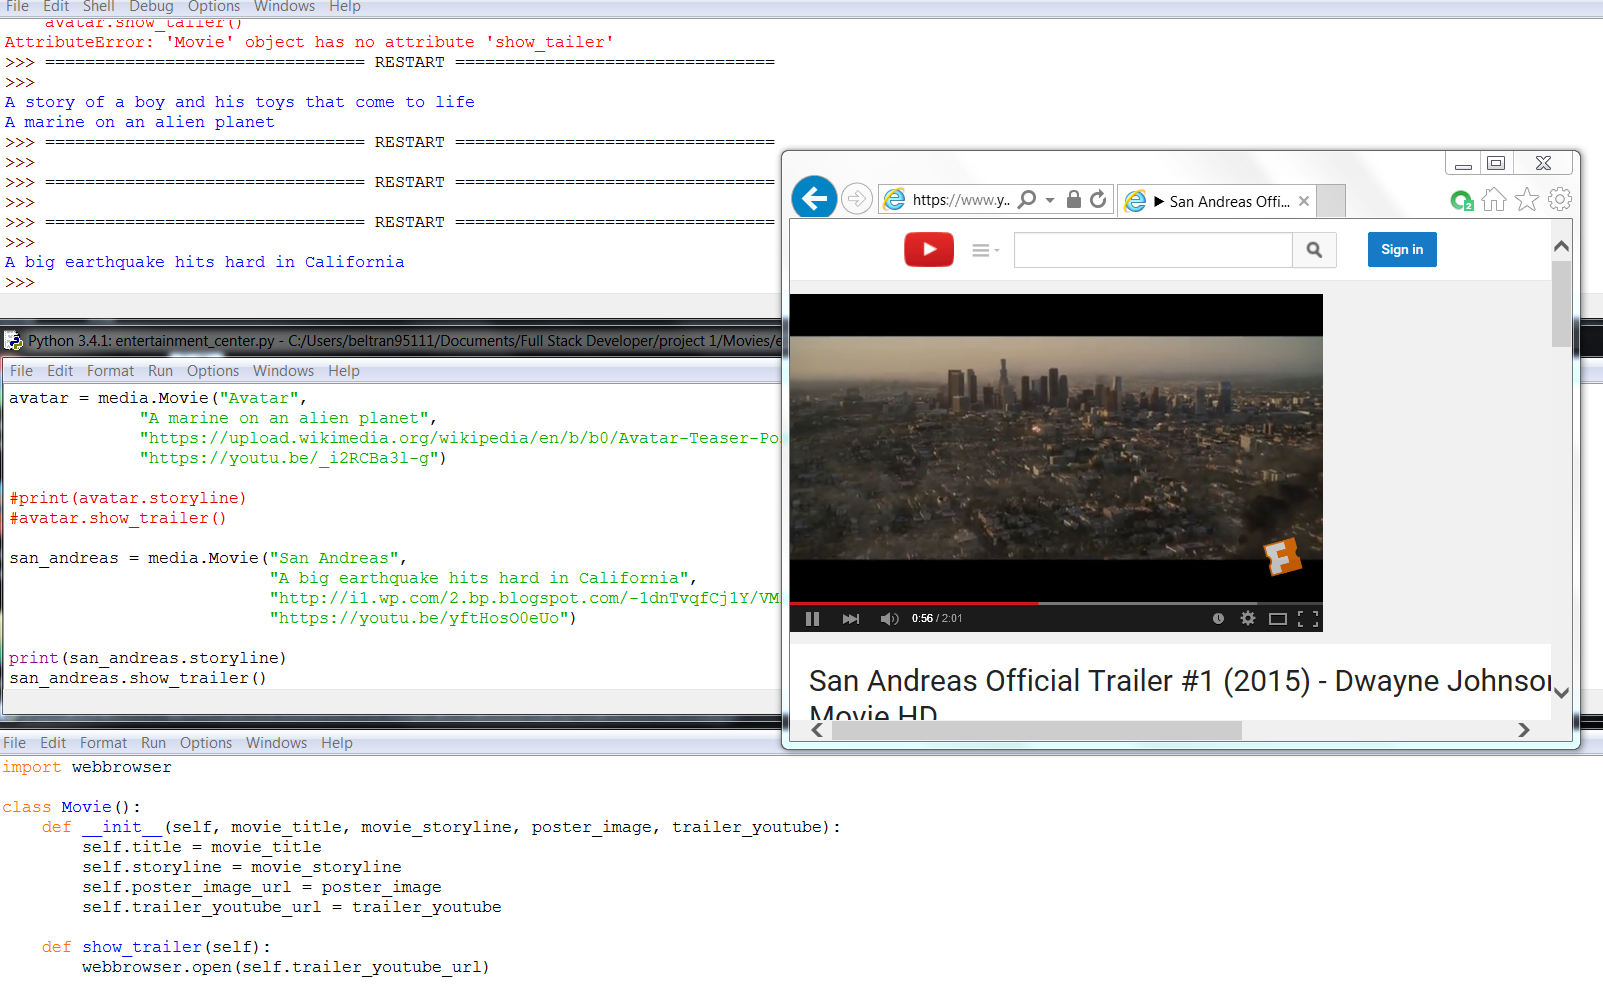 File Edit Shell Debug Options Windows Help
avatar.show_tailer()
AttributeError: 'Movie' object has no attribute 'show_tailer'
>>> ================================ RESTART ================================
>>>
A story of a boy and his toys that come to life
A marine on an alien planet
>>> ================================ RESTART ================================
>>>
>>> ================================ RESTART ================================
>>>
>>> ================================ RESTART ================================
>>>
A big earthquake hits hard in California
>>>
Python 3.4.1: entertainment_center.py - C:/Users/beltran95111/Documents/Full Stack Developer/project 1/Movies/e
File Edit Format Run Options Windows Help
avatar = media.Movie("Avatar",
"A marine on an alien planet",
"https://upload.wikimedia.org/wikipedia/en/b/b0/Avatar-Teaser-Po
"https://youtu.be/_i2RCBa3l-g")
#print(avatar.storyline)
#avatar.show_trailer()
san_andreas = media.Movie("San Andreas",
"A big earthquake hits hard in California",
"http://i1.wp.com/2.bp.blogspot.com/-1dnTvqfCj1Y/VM
"https://youtu.be/yftHosO0eUo")
print(san_andreas.storyline)
san_andreas.show_trailer()
https://www.y..
San Andreas Offi...
Sign in
F
0:56 / 2:01
San Andreas Official Trailer #1 (2015) - Dwayne Johnson
Movie HD
File Edit Format Run Options Windows Help
import webbrowser
class Movie():
def __init__(self, movie_title, movie_storyline, poster_image, trailer_youtube):
self.title = movie_title
self.storyline = movie_storyline
self.poster_image_url = poster_image
self.trailer_youtube_url = trailer_youtube
def show_trailer(self):
webbrowser.open(self.trailer_youtube_url)